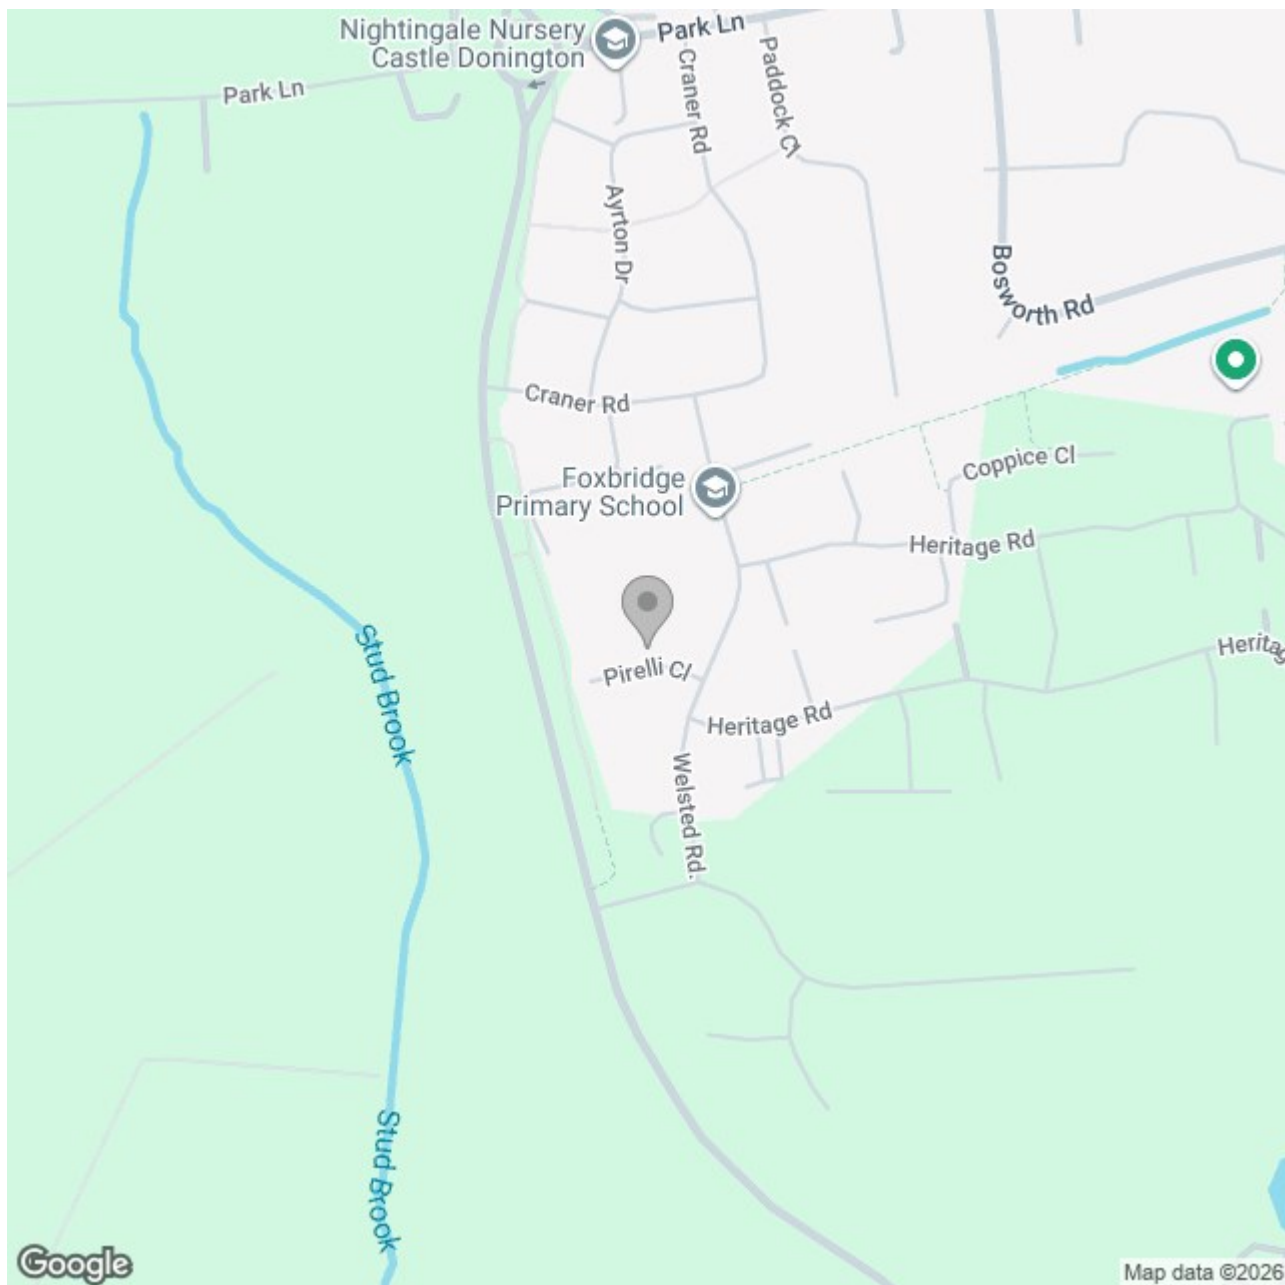 Nightingale Nursery
Castle Donington
Park Ln
Park Ln
Craner Rd
Paddock Cl
Ayrton Dr
Bosworth Rd
Craner Rd
Foxbridge
Primary School
Coppice Cl
Heritage Rd
Stud Brook
Pirelli Cl
Heritage Rd
Welsted Rd.
Stud Brook
Google
Map data ©2026